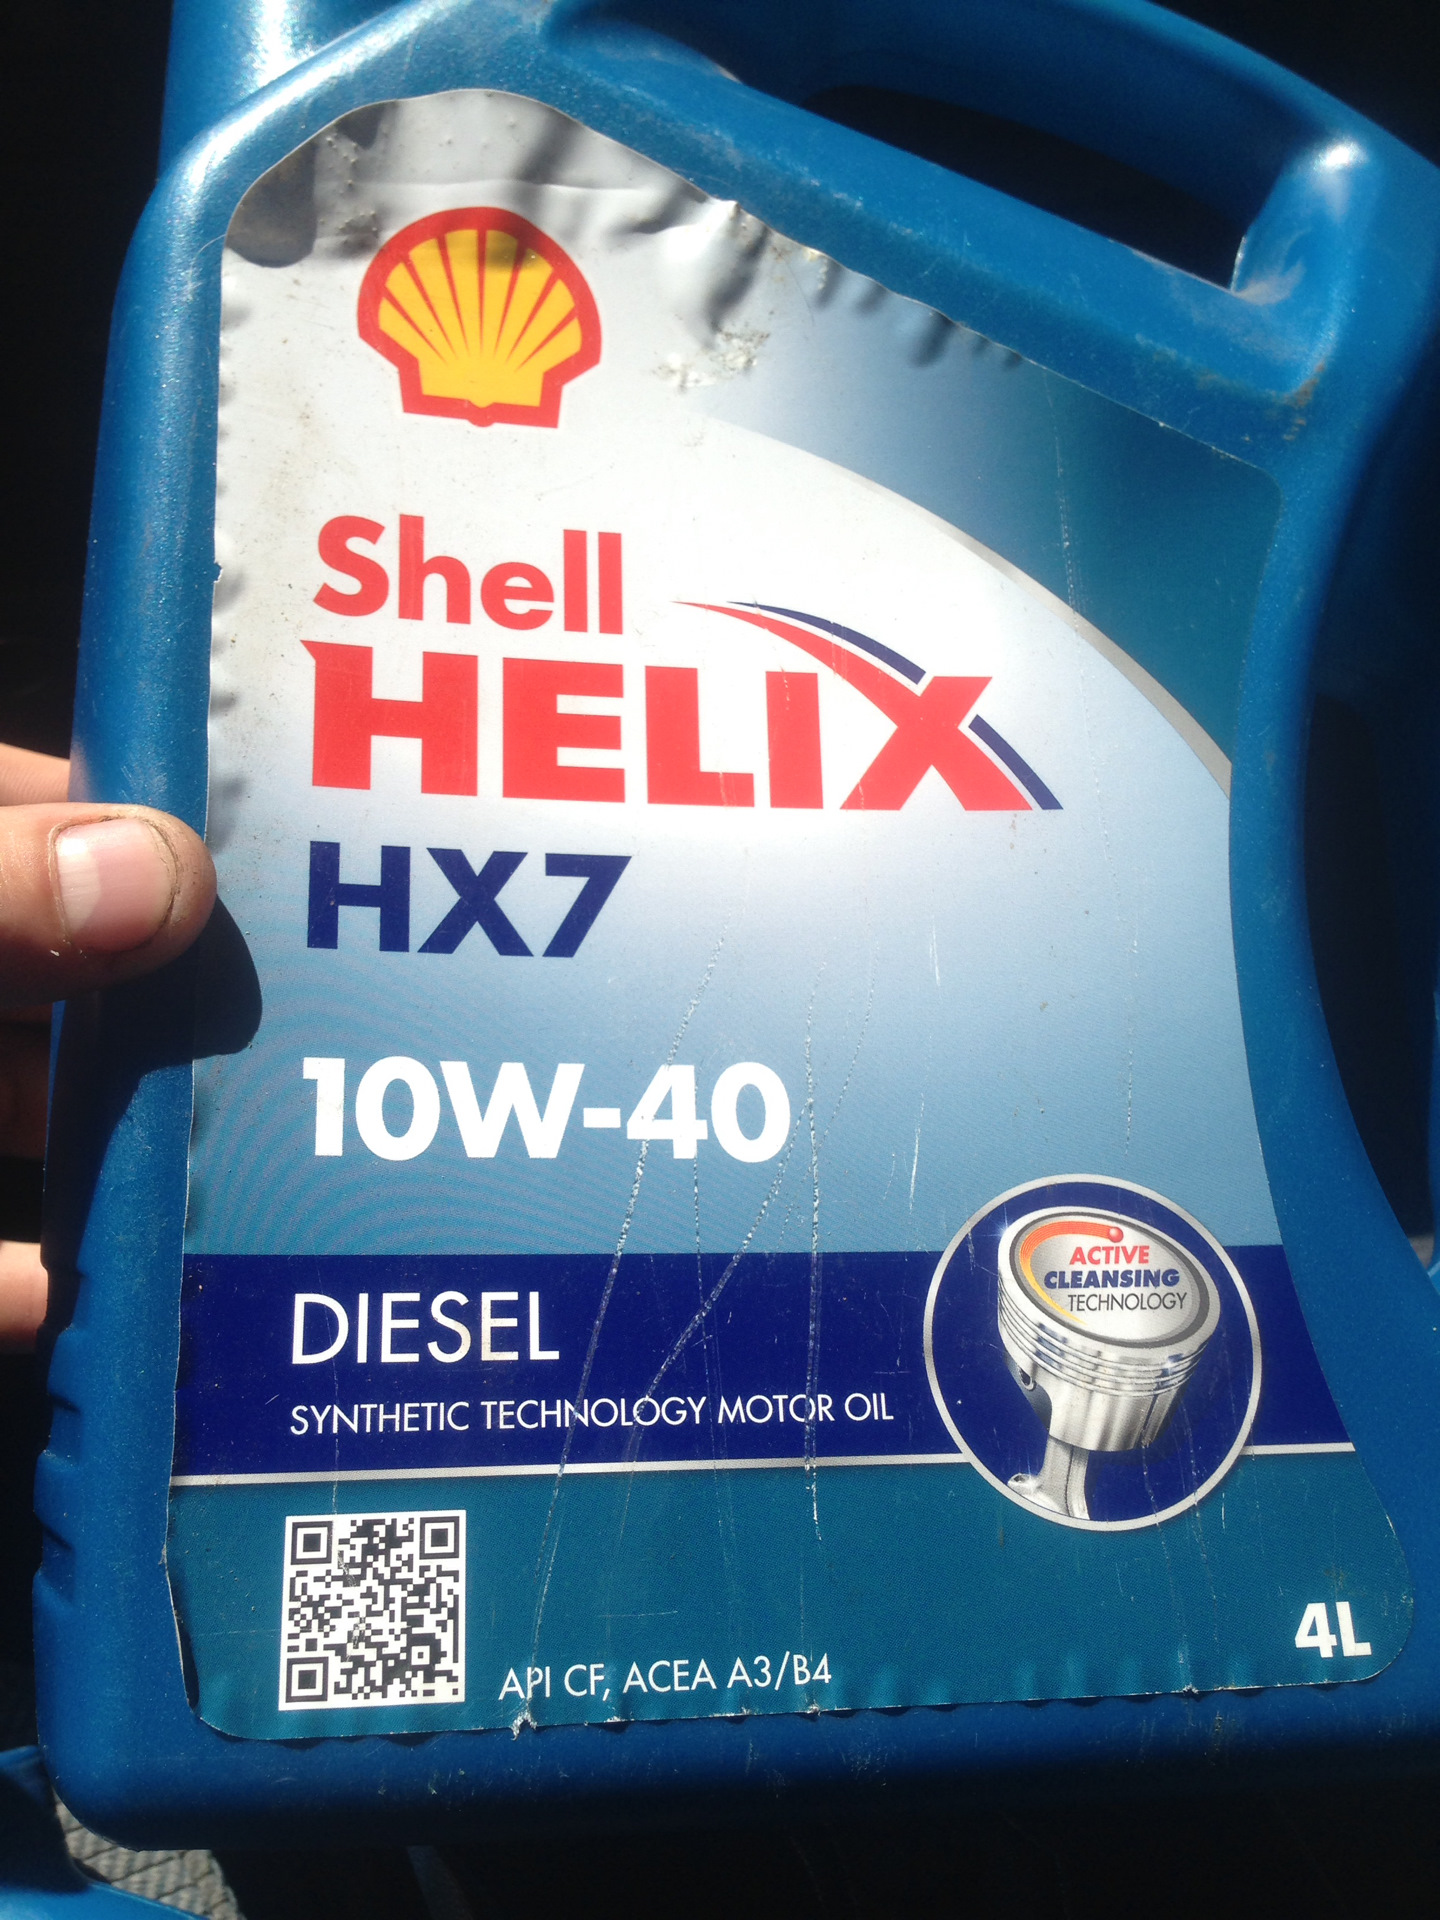 Shell
HELIX
HX7
10W-40
DIESEL
SYNTHETIC TECHNOLOGY MOTOR OIL
ACTIVE
CLEANSING
TECHNOLOGY
API CF, ACEA A3/B4
4L